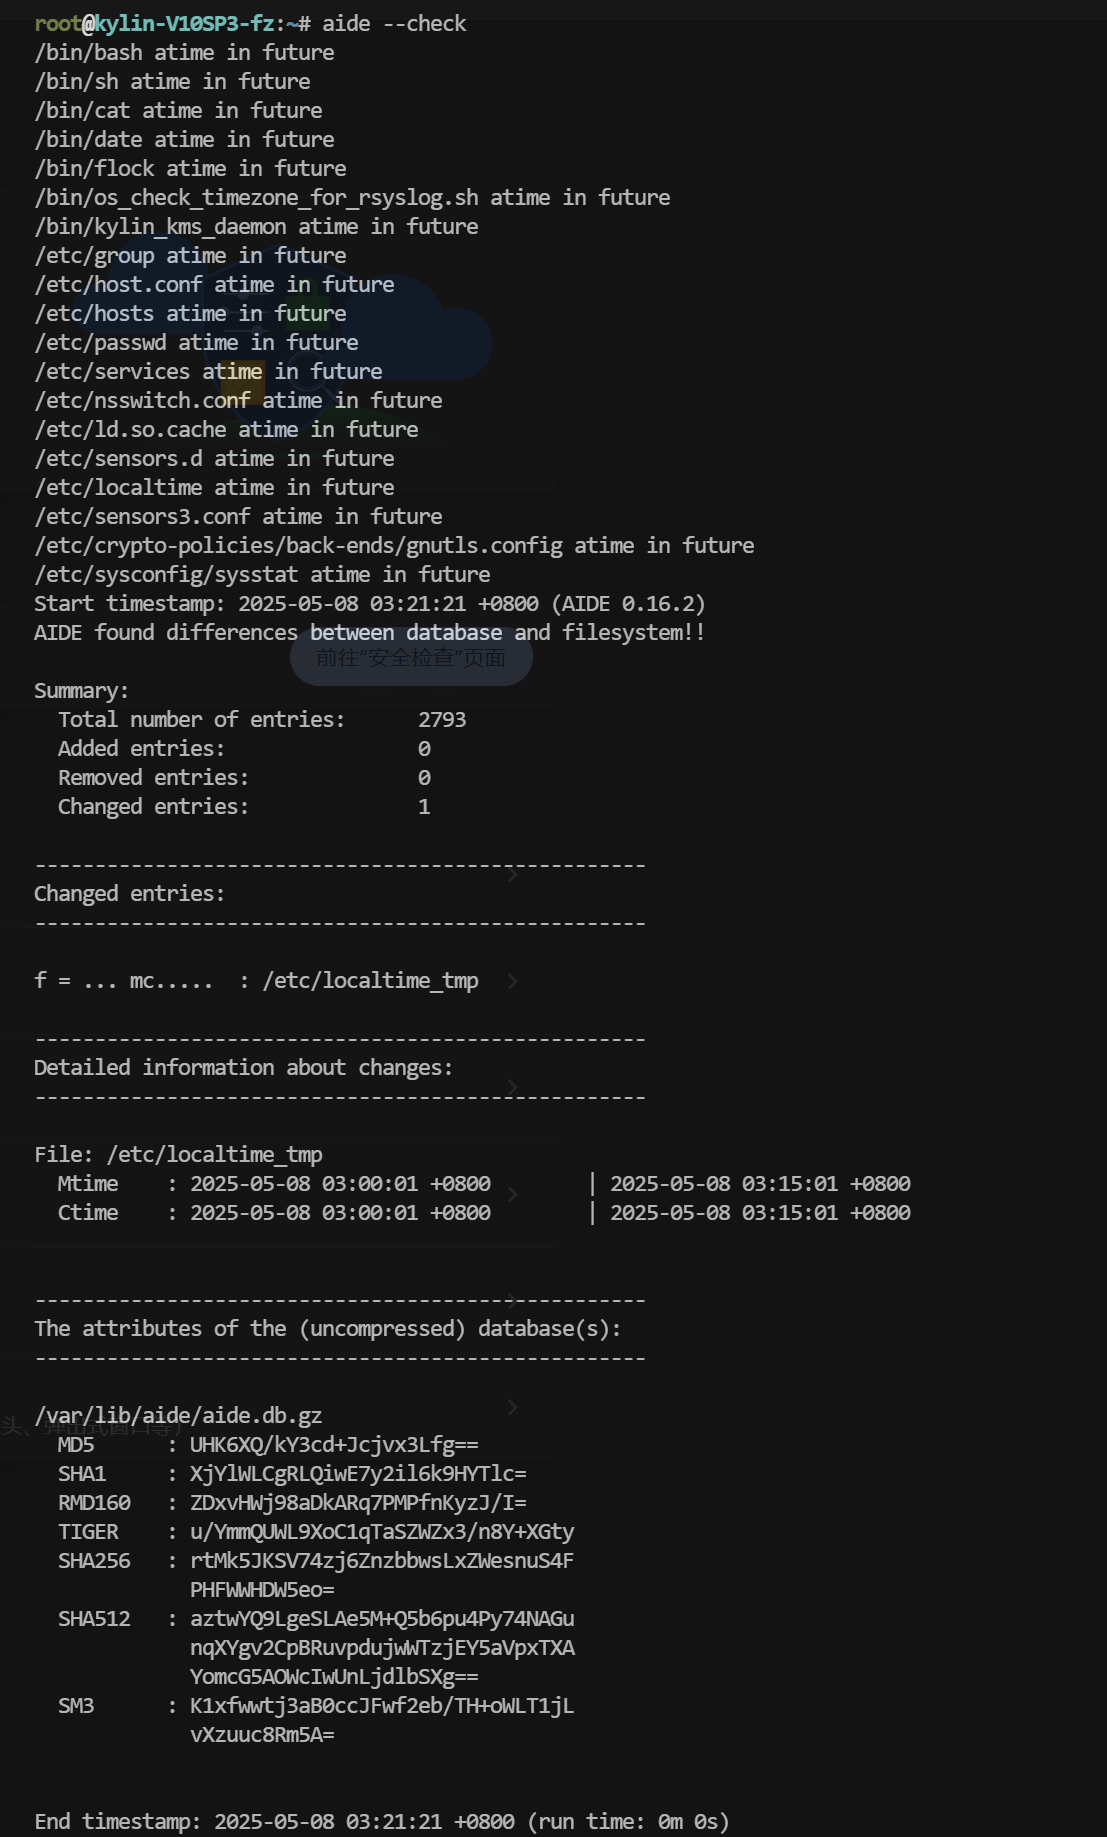 root@kylin-V10SP3-fz:~# aide --check
/bin/bash atime in future
/bin/sh atime in future
/bin/cat atime in future
/bin/date atime in future
/bin/flock atime in future
/bin/os_check_timezone_for_rsyslog.sh atime in future
/bin/kylin_kms_daemon atime in future
/etc/group atime in future
/etc/host.conf atime in future
/etc/hosts atime in future
/etc/passwd atime in future
/etc/services atime in future
/etc/nsswitch.conf atime in future
/etc/ld.so.cache atime in future
/etc/sensors.d atime in future
/etc/localtime atime in future
/etc/sensors3.conf atime in future
/etc/crypto-policies/back-ends/gnutls.config atime in future
/etc/sysconfig/sysstat atime in future
Start timestamp: 2025-05-08 03:21:21 +0800 (AIDE 0.16.2)
AIDE found differences between database and filesystem!!
前往“安全检查”页面
Summary:
  Total number of entries:      2793
  Added entries:                0
  Removed entries:              0
  Changed entries:              1
---------------------------------------------------
Changed entries:
---------------------------------------------------
f = ... mc.....  : /etc/localtime_tmp
---------------------------------------------------
Detailed information about changes:
---------------------------------------------------
File: /etc/localtime_tmp
  Mtime    : 2025-05-08 03:00:01 +0800        | 2025-05-08 03:15:01 +0800
  Ctime    : 2025-05-08 03:00:01 +0800        | 2025-05-08 03:15:01 +0800
---------------------------------------------------
The attributes of the (uncompressed) database(s):
---------------------------------------------------
/var/lib/aide/aide.db.gz
头、弹出式窗口等)
  MD5      : UHK6XQ/kY3cd+Jcjvx3Lfg==
  SHA1     : XjYlWLCgRLQiwE7y2il6k9HYTlc=
  RMD160   : ZDxvHWj98aDkARq7PMPfnKyzJ/I=
  TIGER    : u/YmmQUWL9XoC1qTaSZWZx3/n8Y+XGty
  SHA256   : rtMk5JKSV74zj6ZnzbbwsLxZWesnuS4F
             PHFWWHDW5eo=
  SHA512   : aztwYQ9LgeSLAe5M+Q5b6pu4Py74NAGu
             nqXYgv2CpBRuvpdujwWTzjEY5aVpxTXA
             YomcG5AOWcIwUnLjdlbSXg==
  SM3      : K1xfwwtj3aB0ccJFwf2eb/TH+oWLT1jL
             vXzuuc8Rm5A=
End timestamp: 2025-05-08 03:21:21 +0800 (run time: 0m 0s)